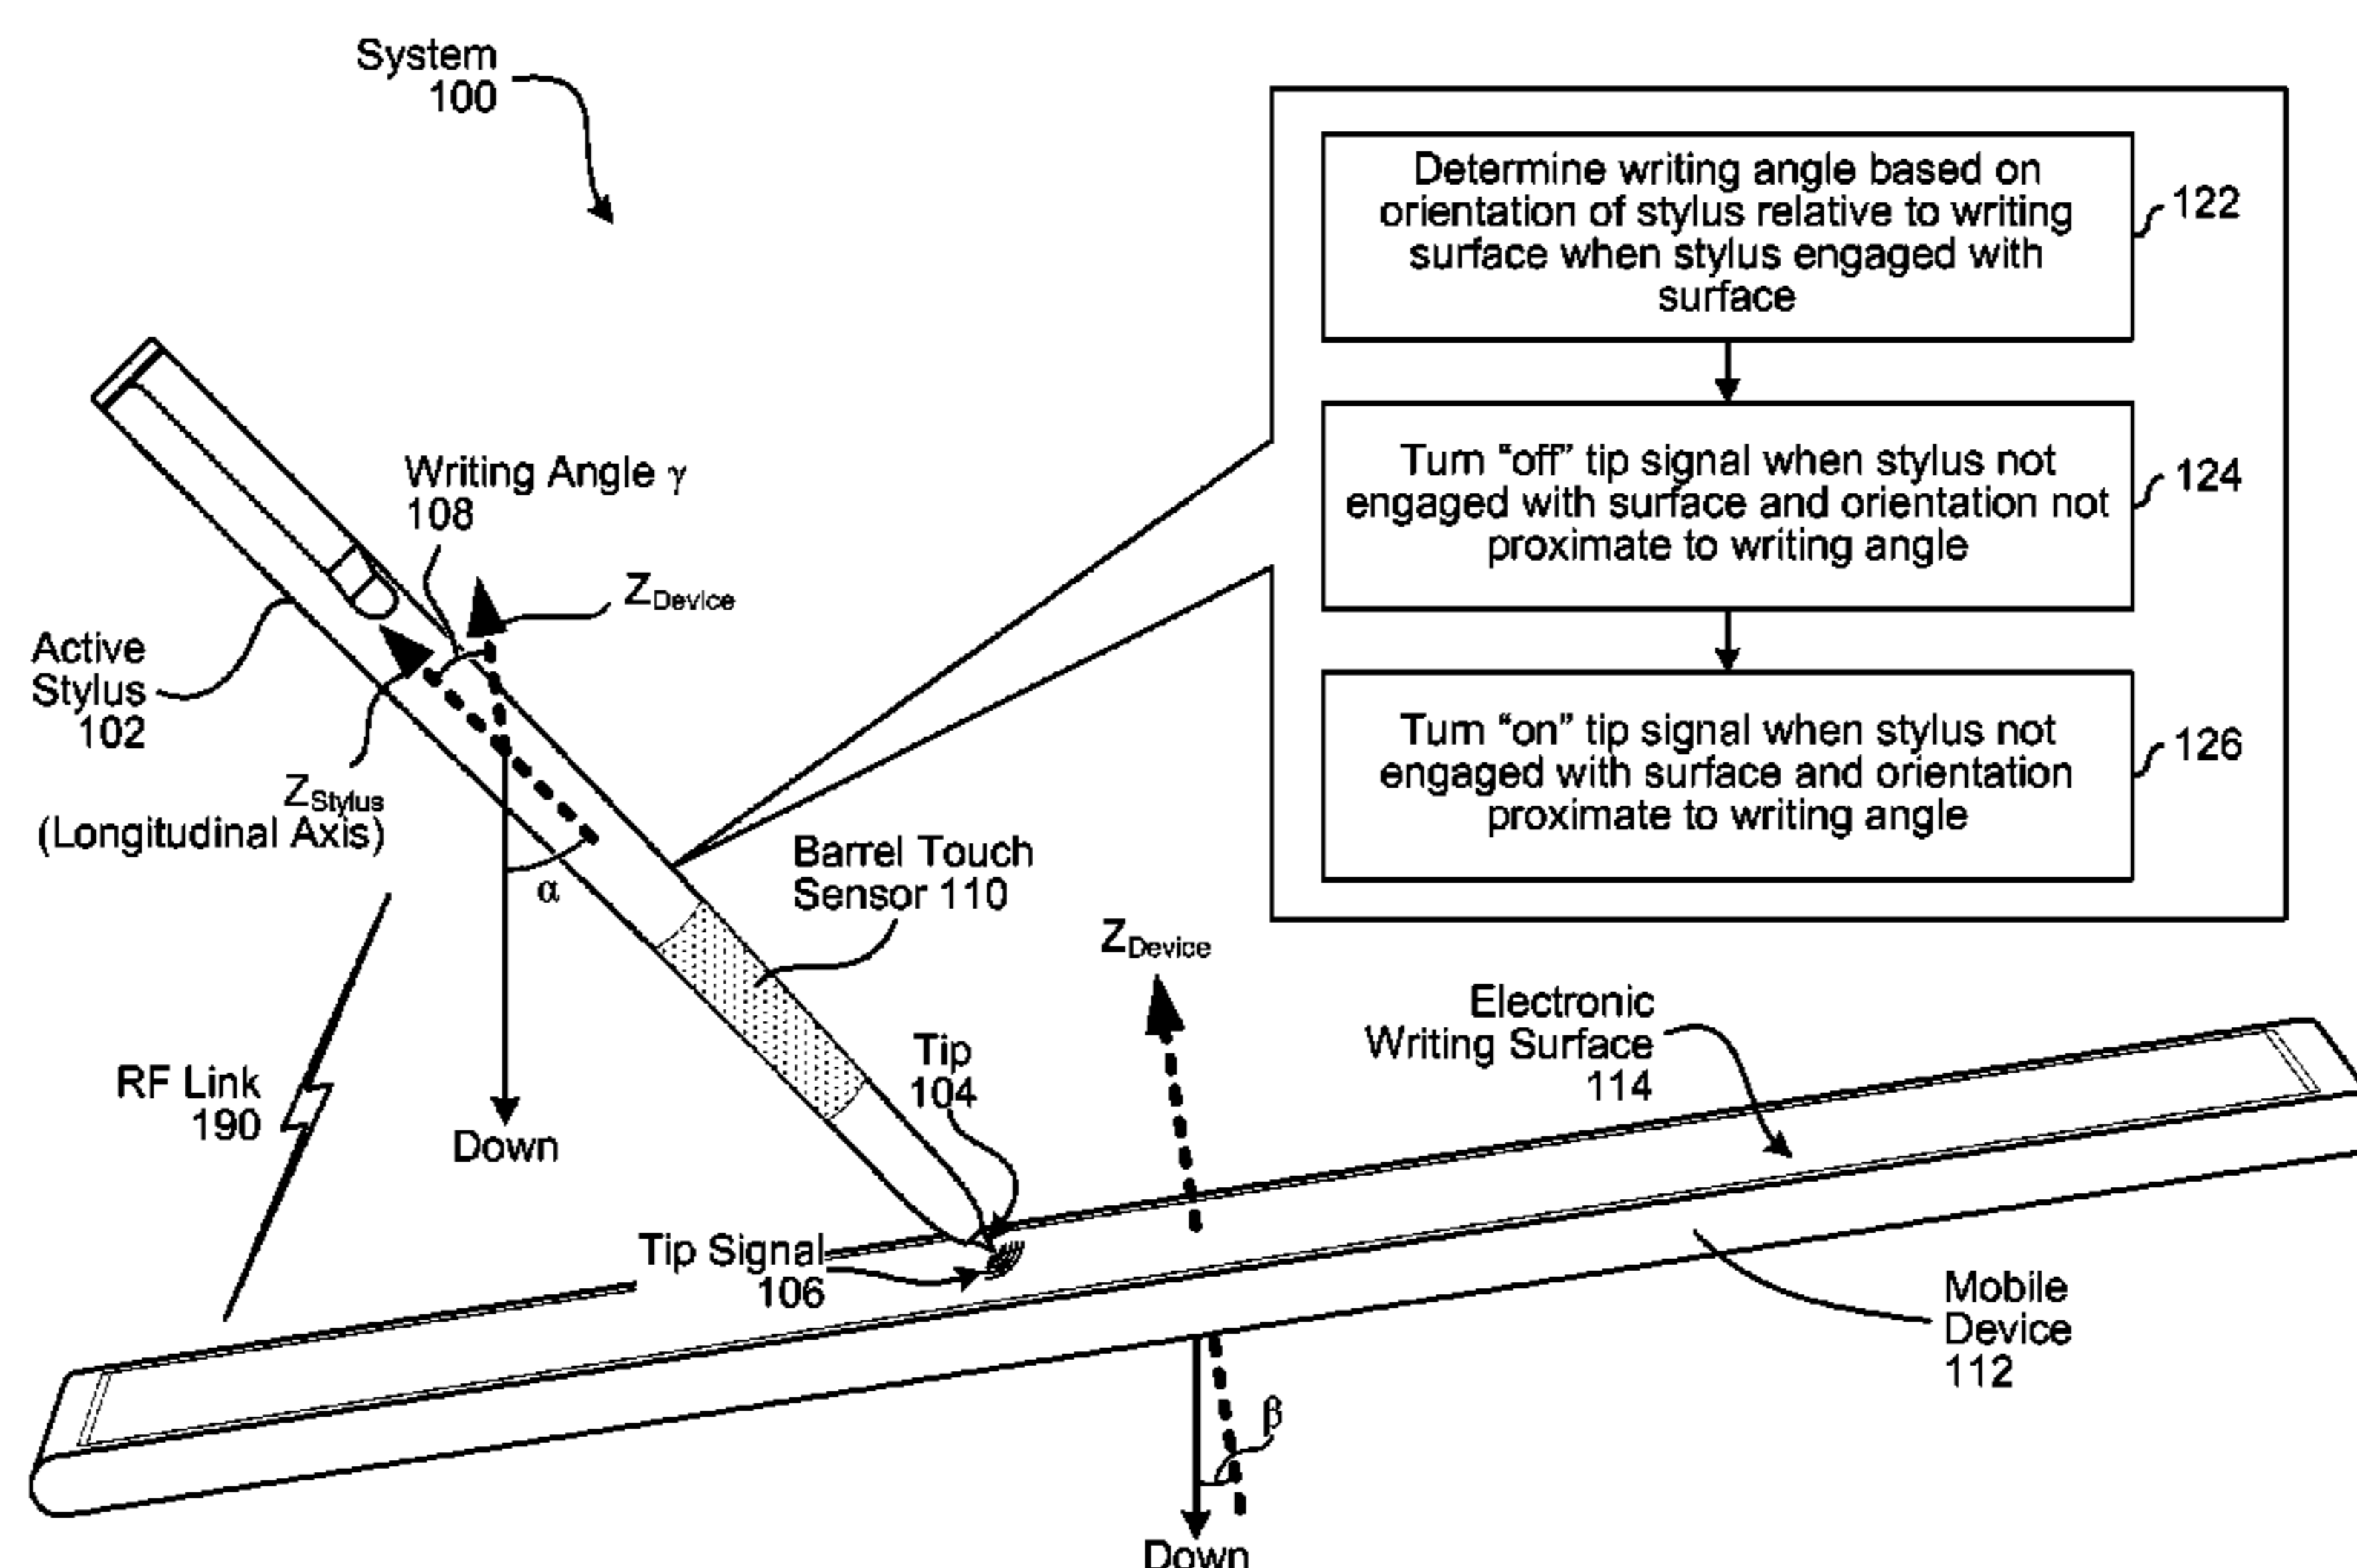 System
100
Determine writing angle based on
orientation of stylus relative to writing
surface when stylus engaged with
surface
122
Turn “off” tip signal when stylus not
engaged with surface and orientation not
proximate to writing angle
124
Turn “on” tip signal when stylus not
engaged with surface and orientation
proximate to writing angle
126
Writing Angle γ
108
ZDevice
Active
Stylus
102
ZStylus
(Longitudinal Axis)
α
Barrel Touch
Sensor 110
ZDevice
Electronic
Writing Surface
114
Tip
104
RF Link
190
Down
Tip Signal
106
Mobile
Device
112
β
Down